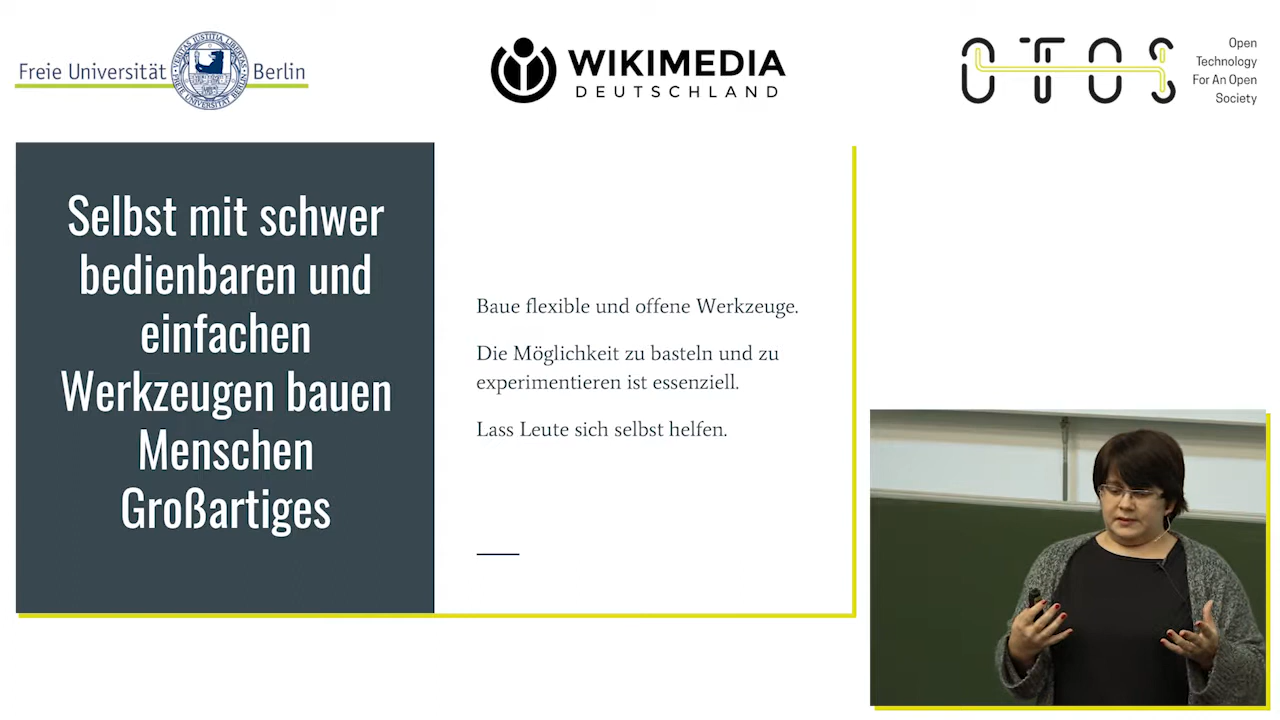 Freie Universität Berlin
WIKIMEDIA
DEUTSCHLAND
OTOS
Open
Technology
For An Open
Society
Selbst mit schwer
bedienbaren und
einfachen
Werkzeugen bauen
Menschen
Großartiges
Baue flexible und offene Werkzeuge.
Die Möglichkeit zu basteln und zu
experimentieren ist essenziell.
Lass Leute sich selbst helfen.